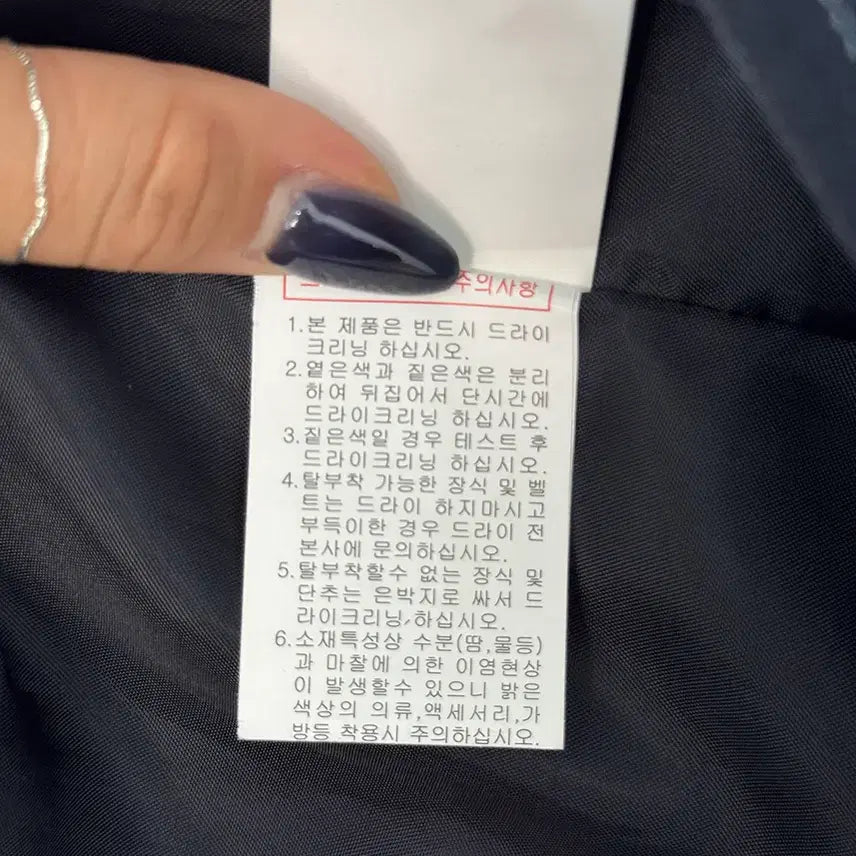 주의사항
1.본 제품은 반드시 드라이
크리닝 하십시오.
2.옅은색과 짙은색은 분리
하여 뒤집어서 단시간에
드라이크리닝 하십시오.
3.짙은색일 경우 테스트 후
드라이크리닝 하십시오.
4.탈부착 가능한 장식 및 벨
트는 드라이 하지마시고
부득이한 경우 드라이 전
본사에 문의하십시오.
5.탈부착할수 없는 장식 및
단추는 은박지로 싸서 드
라이크리닝,하십시오.
6.소재특성상 수분(땀,물등)
과 마찰에 의한 이염현상
이 발생할수 있으니 밝은
색상의 의류,액세서리,가
방등 착용시 주의하십시오.